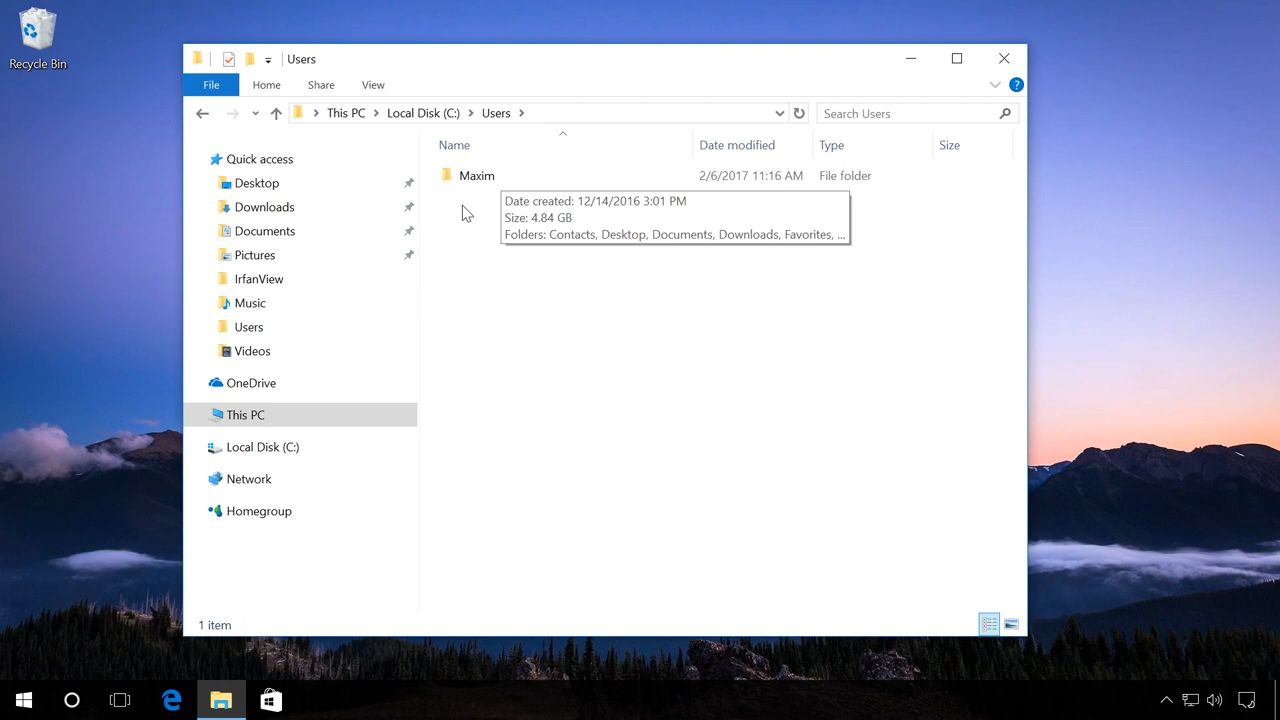 Recycle Bin
Users
File Home Share View
This PC Local Disk (C:) Users
Search Users
Name Date modified Type Size
Maxim 2/6/2017 11:16 AM File folder
Date created: 12/14/2016 3:01 PM
Size: 4.84 GB
Folders: Contacts, Desktop, Documents, Downloads, Favorites, ...
Quick access
Desktop
Downloads
Documents
Pictures
IrfanView
Music
Users
Videos
OneDrive
This PC
Local Disk (C:)
Network
Homegroup
1 item